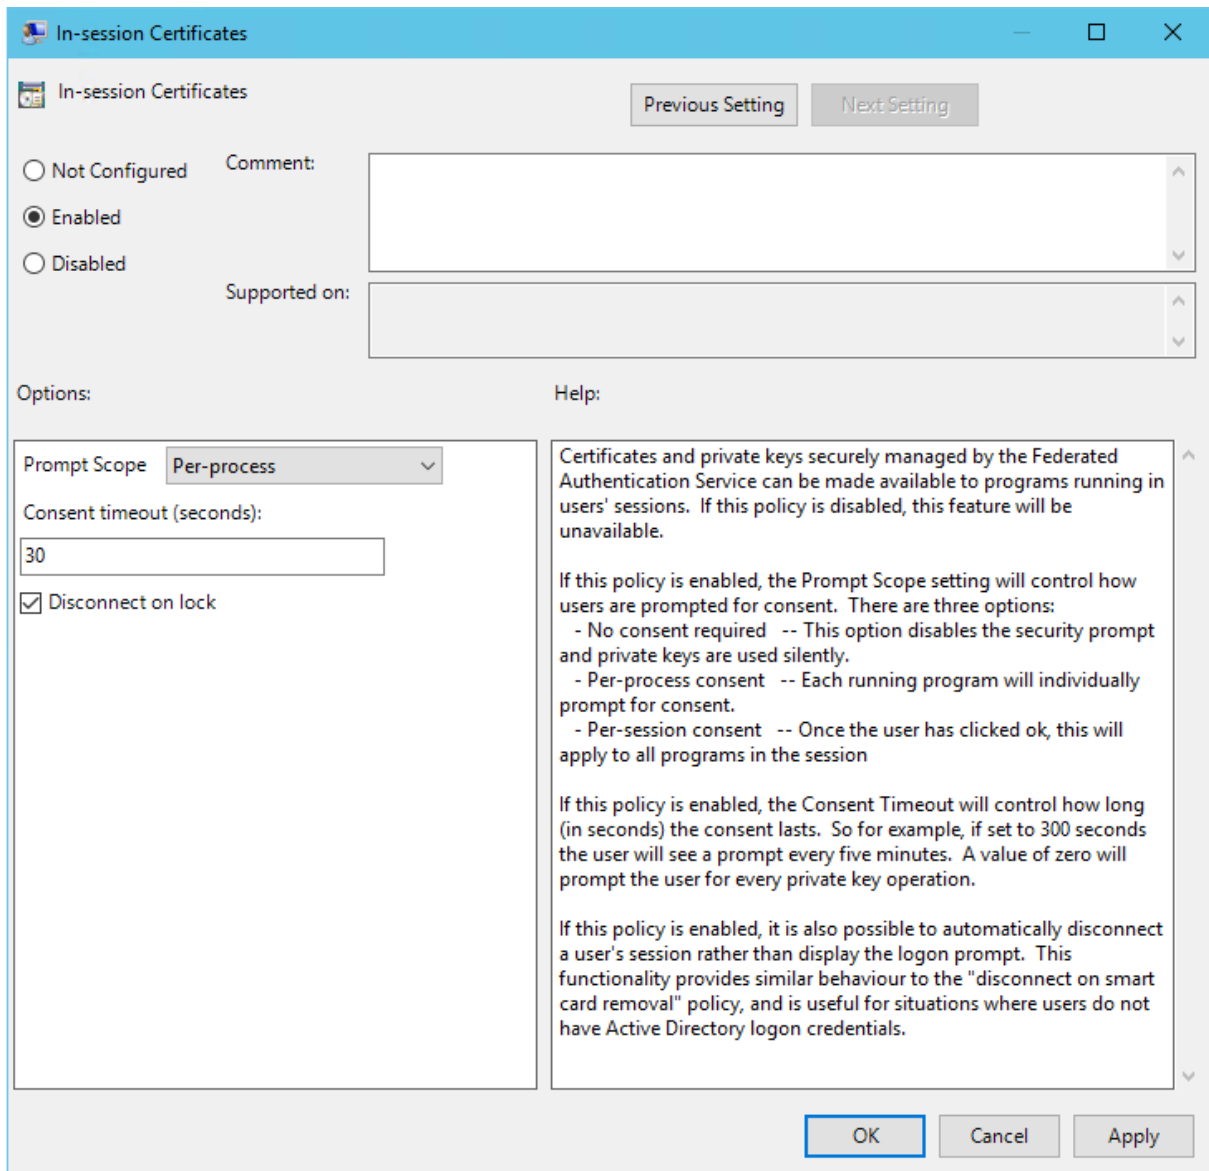 In-session Certificates
In-session Certificates
Previous Setting
Next Setting
Not Configured
Comment:
Enabled
Disabled
Supported on:
Options:
Help:
Prompt Scope
Per-process
Consent timeout (seconds):
30
Disconnect on lock
Certificates and private keys securely managed by the Federated
Authentication Service can be made available to programs running in
users' sessions.  If this policy is disabled, this feature will be
unavailable.
If this policy is enabled, the Prompt Scope setting will control how
users are prompted for consent.  There are three options:
- No consent required   -- This option disables the security prompt
and private keys are used silently.
- Per-process consent   -- Each running program will individually
prompt for consent.
- Per-session consent   -- Once the user has clicked ok, this will
apply to all programs in the session
If this policy is enabled, the Consent Timeout will control how long
(in seconds) the consent lasts.  So for example, if set to 300 seconds
the user will see a prompt every five minutes.  A value of zero will
prompt the user for every private key operation.
If this policy is enabled, it is also possible to automatically disconnect
a user's session rather than display the logon prompt.  This
functionality provides similar behaviour to the "disconnect on smart
card removal" policy, and is useful for situations where users do not
have Active Directory logon credentials.
OK
Cancel
Apply